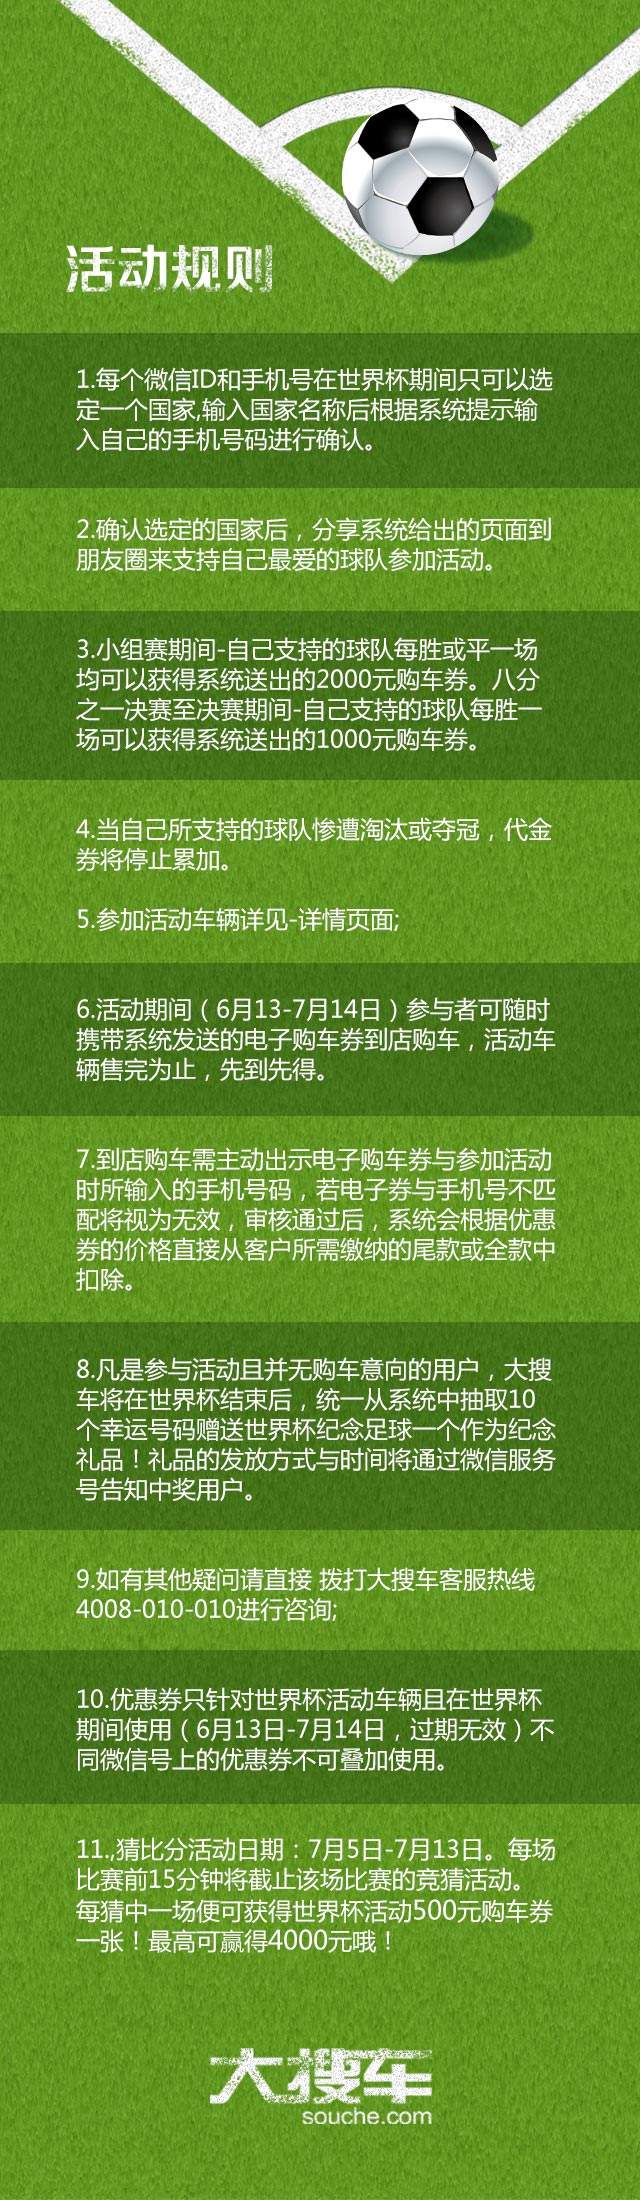 活动规则
1.每个微信ID和手机号在世界杯期间只可以选
定一个国家,输入国家名称后根据系统提示输
入自己的手机号码进行确认。
2.确认选定的国家后，分享系统给出的页面到
朋友圈来支持自己最爱的球队参加活动。
3.小组赛期间-自己支持的球队每胜或平一场
均可以获得系统送出的2000元购车券。八分
之一决赛至决赛期间-自己支持的球队每胜一
场可以获得系统送出的1000元购车券。
4.当自己所支持的球队惨遭淘汰或夺冠，代金
券将停止累加。
5.参加活动车辆详见-详情页面;
6.活动期间（6月13-7月14日）参与者可随时
携带系统发送的电子购车券到店购车，活动车
辆售完为止，先到先得。
7.到店购车需主动出示电子购车券与参加活动
时所输入的手机号码，若电子券与手机号不匹
配将视为无效，审核通过后，系统会根据优惠
券的价格直接从客户所需缴纳的尾款或全款中
扣除。
8.凡是参与活动且并无购车意向的用户，大搜
车将在世界杯结束后，统一从系统中抽取10
个幸运号码赠送世界杯纪念足球一个作为纪念
礼品！礼品的发放方式与时间将通过微信服务
号告知中奖用户。
9.如有其他疑问请直接 拨打大搜车客服热线
4008-010-010进行咨询;
10.优惠券只针对世界杯活动车辆且在世界杯
期间使用（6月13日-7月14日，过期无效）不
同微信号上的优惠券不可叠加使用。
11.,猜比分活动日期：7月5日-7月13日。每场
比赛前15分钟将截止该场比赛的竞猜活动。
每猜中一场便可获得世界杯活动500元购车券
一张！最高可赢得4000元哦！
大搜车
souche.com